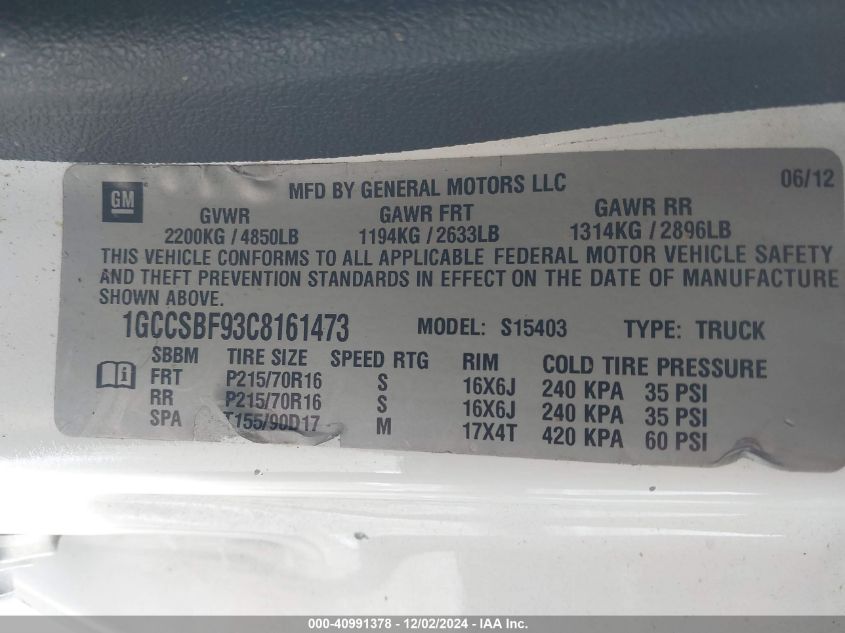 GM
MFD BY GENERAL MOTORS LLC 06/12
GVWR GAWR FRT GAWR RR
2200KG / 4850LB 1194KG / 2633LB 1314KG / 2896LB
THIS VEHICLE CONFORMS TO ALL APPLICABLE FEDERAL MOTOR VEHICLE SAFETY
AND THEFT PREVENTION STANDARDS IN EFFECT ON THE DATE OF MANUFACTURE
SHOWN ABOVE.
1GCCSBF93C8161473 MODEL: S15403 TYPE: TRUCK
SBBM TIRE SIZE SPEED RTG RIM COLD TIRE PRESSURE
FRT P215/70R16 S 16X6J 240 KPA 35 PSI
RR P215/70R16 S 16X6J 240 KPA 35 PSI
SPA T155/90D17 M 17X4T 420 KPA 60 PSI
000-40991378 - 12/02/2024 - IAA Inc.